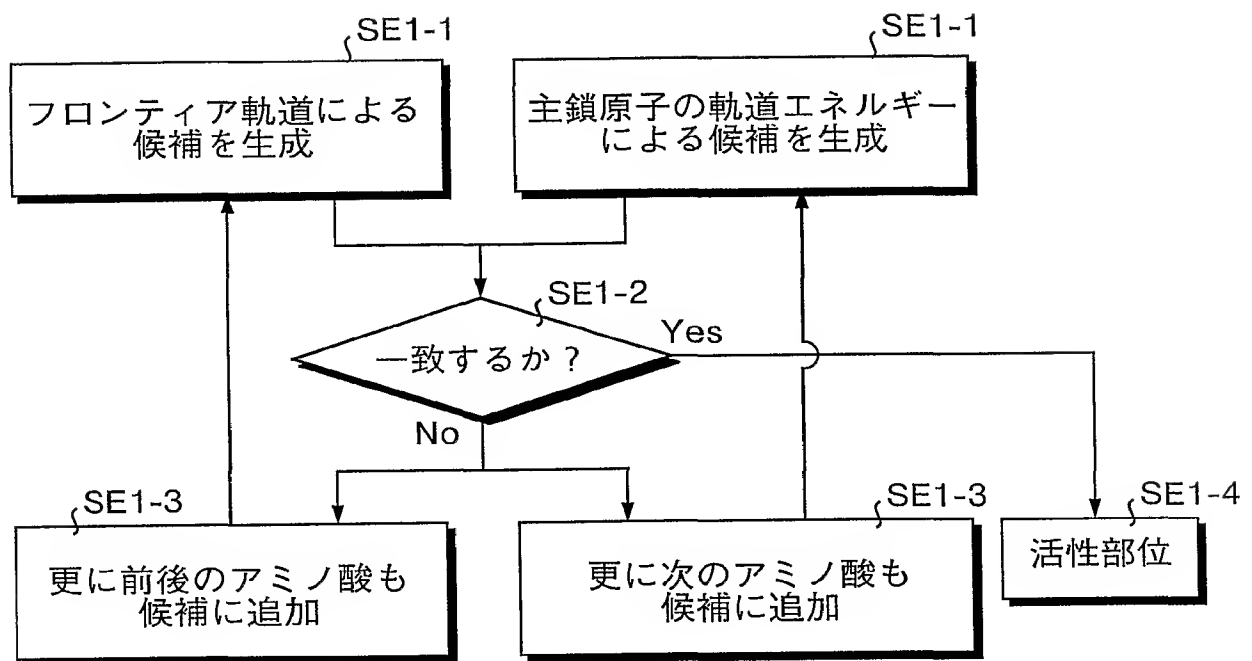 SE1-1
フロンティア軌道による
候補を生成
SE1-1
主鎖原子の軌道エネルギー
による候補を生成
SE1-2
一致するか？
Yes
No
SE1-3
更に前後のアミノ酸も
候補に追加
SE1-3
更に次のアミノ酸も
候補に追加
SE1-4
活性部位